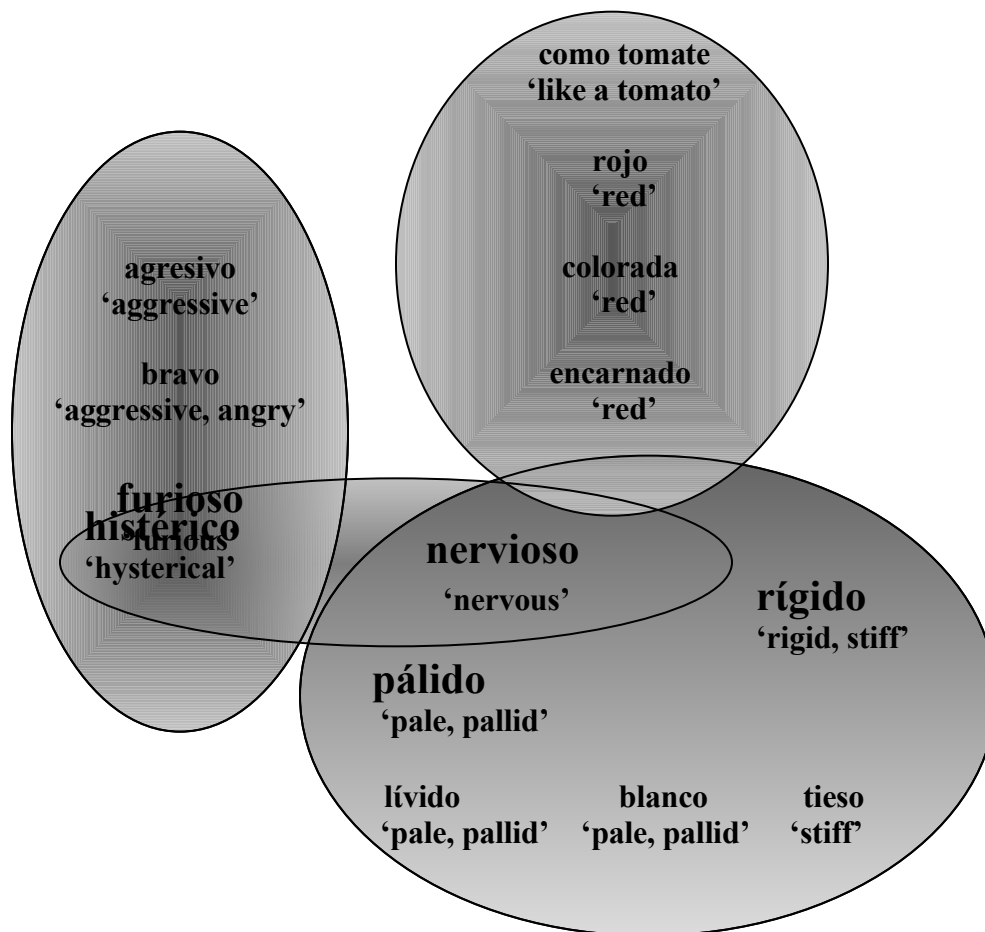 como tomate
‘like a tomato’
rojo
‘red’
colorada
‘red’
encarnado
‘red’
agresivo
‘aggressive’
bravo
‘aggressive, angry’
furioso
‘furious’
histérico
‘hysterical’
nervioso
‘nervous’
rígido
‘rigid, stiff’
pálido
‘pale, pallid’
lívido
‘pale, pallid’
blanco
‘pale, pallid’
tieso
‘stiff’